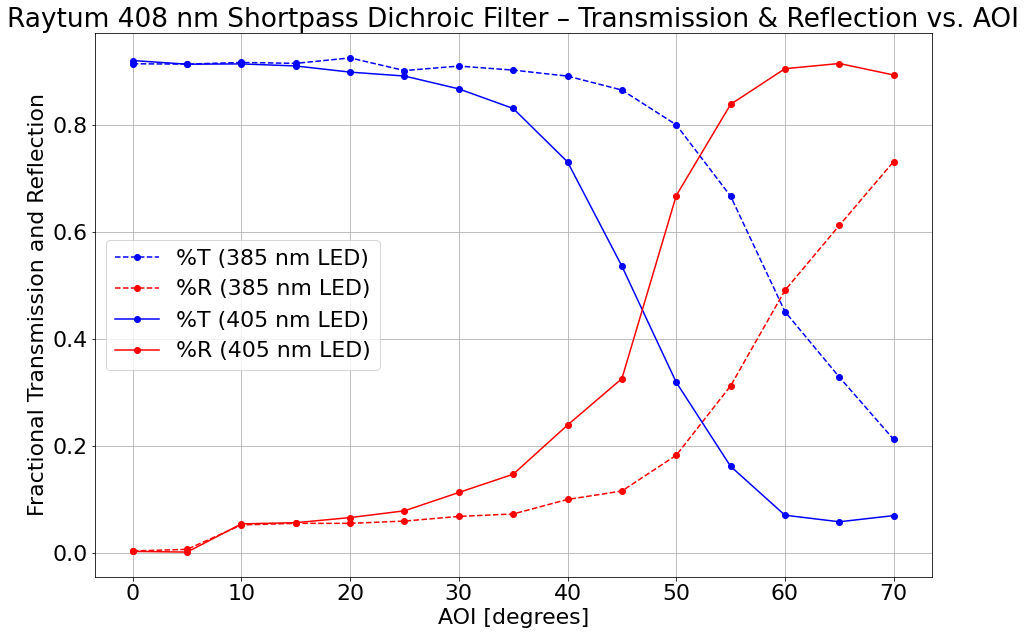 Raytum 408 nm Shortpass Dichroic Filter – Transmission & Reflection vs. AOI
Fractional Transmission and Reflection
0.8
0.6
0.4
0.2
0.0
%T (385 nm LED)
%R (385 nm LED)
%T (405 nm LED)
%R (405 nm LED)
0 10 20 30 40 50 60 70
AOI [degrees]